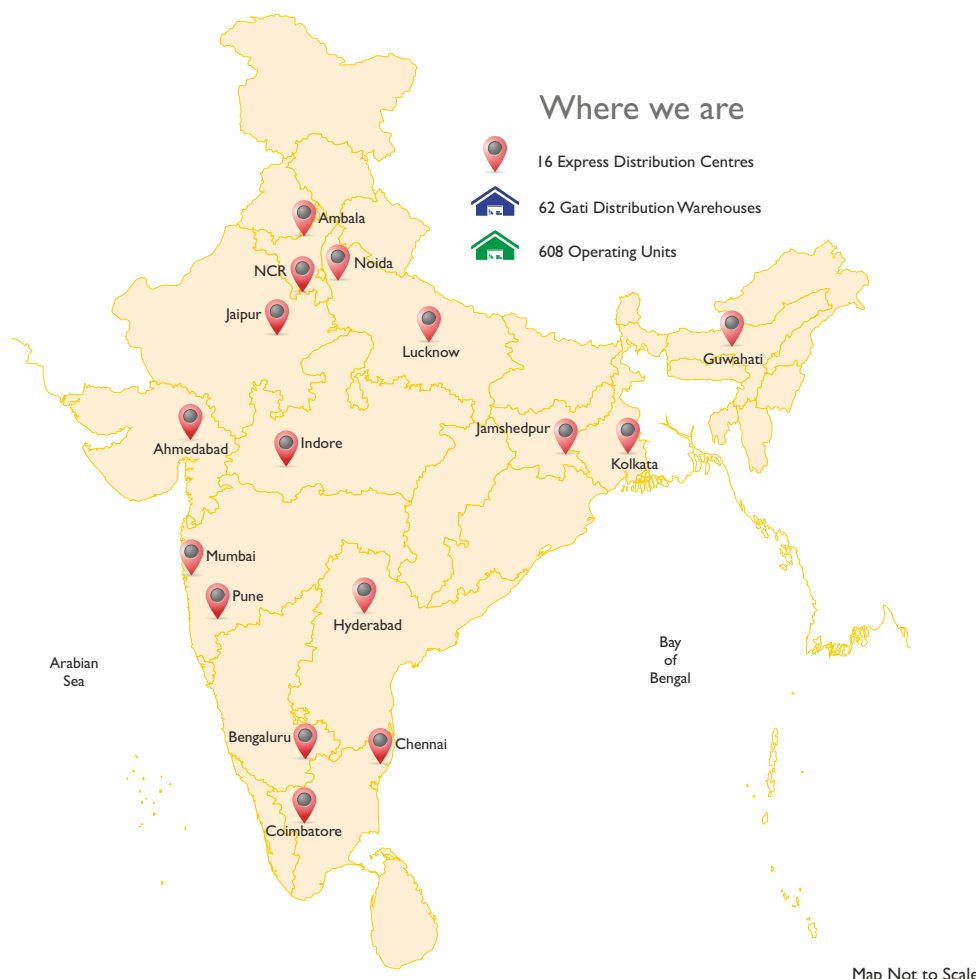 Where we are
16 Express Distribution Centres
62 Gati Distribution Warehouses
608 Operating Units
Ambala
NCR
Noida
Jaipur
Lucknow
Guwahati
Ahmedabad
Indore
Jamshedpur
Kolkata
Mumbai
Pune
Hyderabad
Arabian
Sea
Bay
of
Bengal
Bengaluru
Chennai
Coimbatore
Map Not to Scale